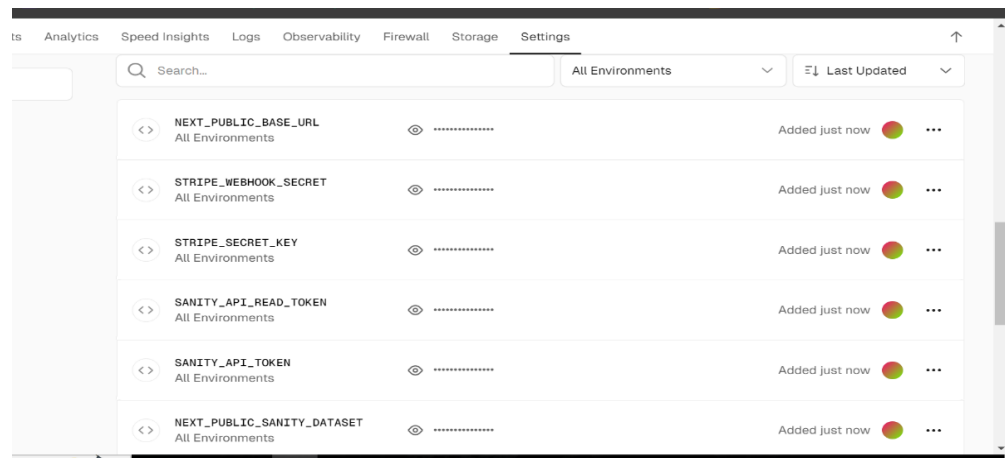 ts Analytics Speed Insights Logs Observability Firewall Storage Settings
Search...
All Environments
Last Updated
NEXT_PUBLIC_BASE_URL
All Environments
Added just now
STRIPE_WEBHOOK_SECRET
All Environments
Added just now
STRIPE_SECRET_KEY
All Environments
Added just now
SANITY_API_READ_TOKEN
All Environments
Added just now
SANITY_API_TOKEN
All Environments
Added just now
NEXT_PUBLIC_SANITY_DATASET
All Environments
Added just now